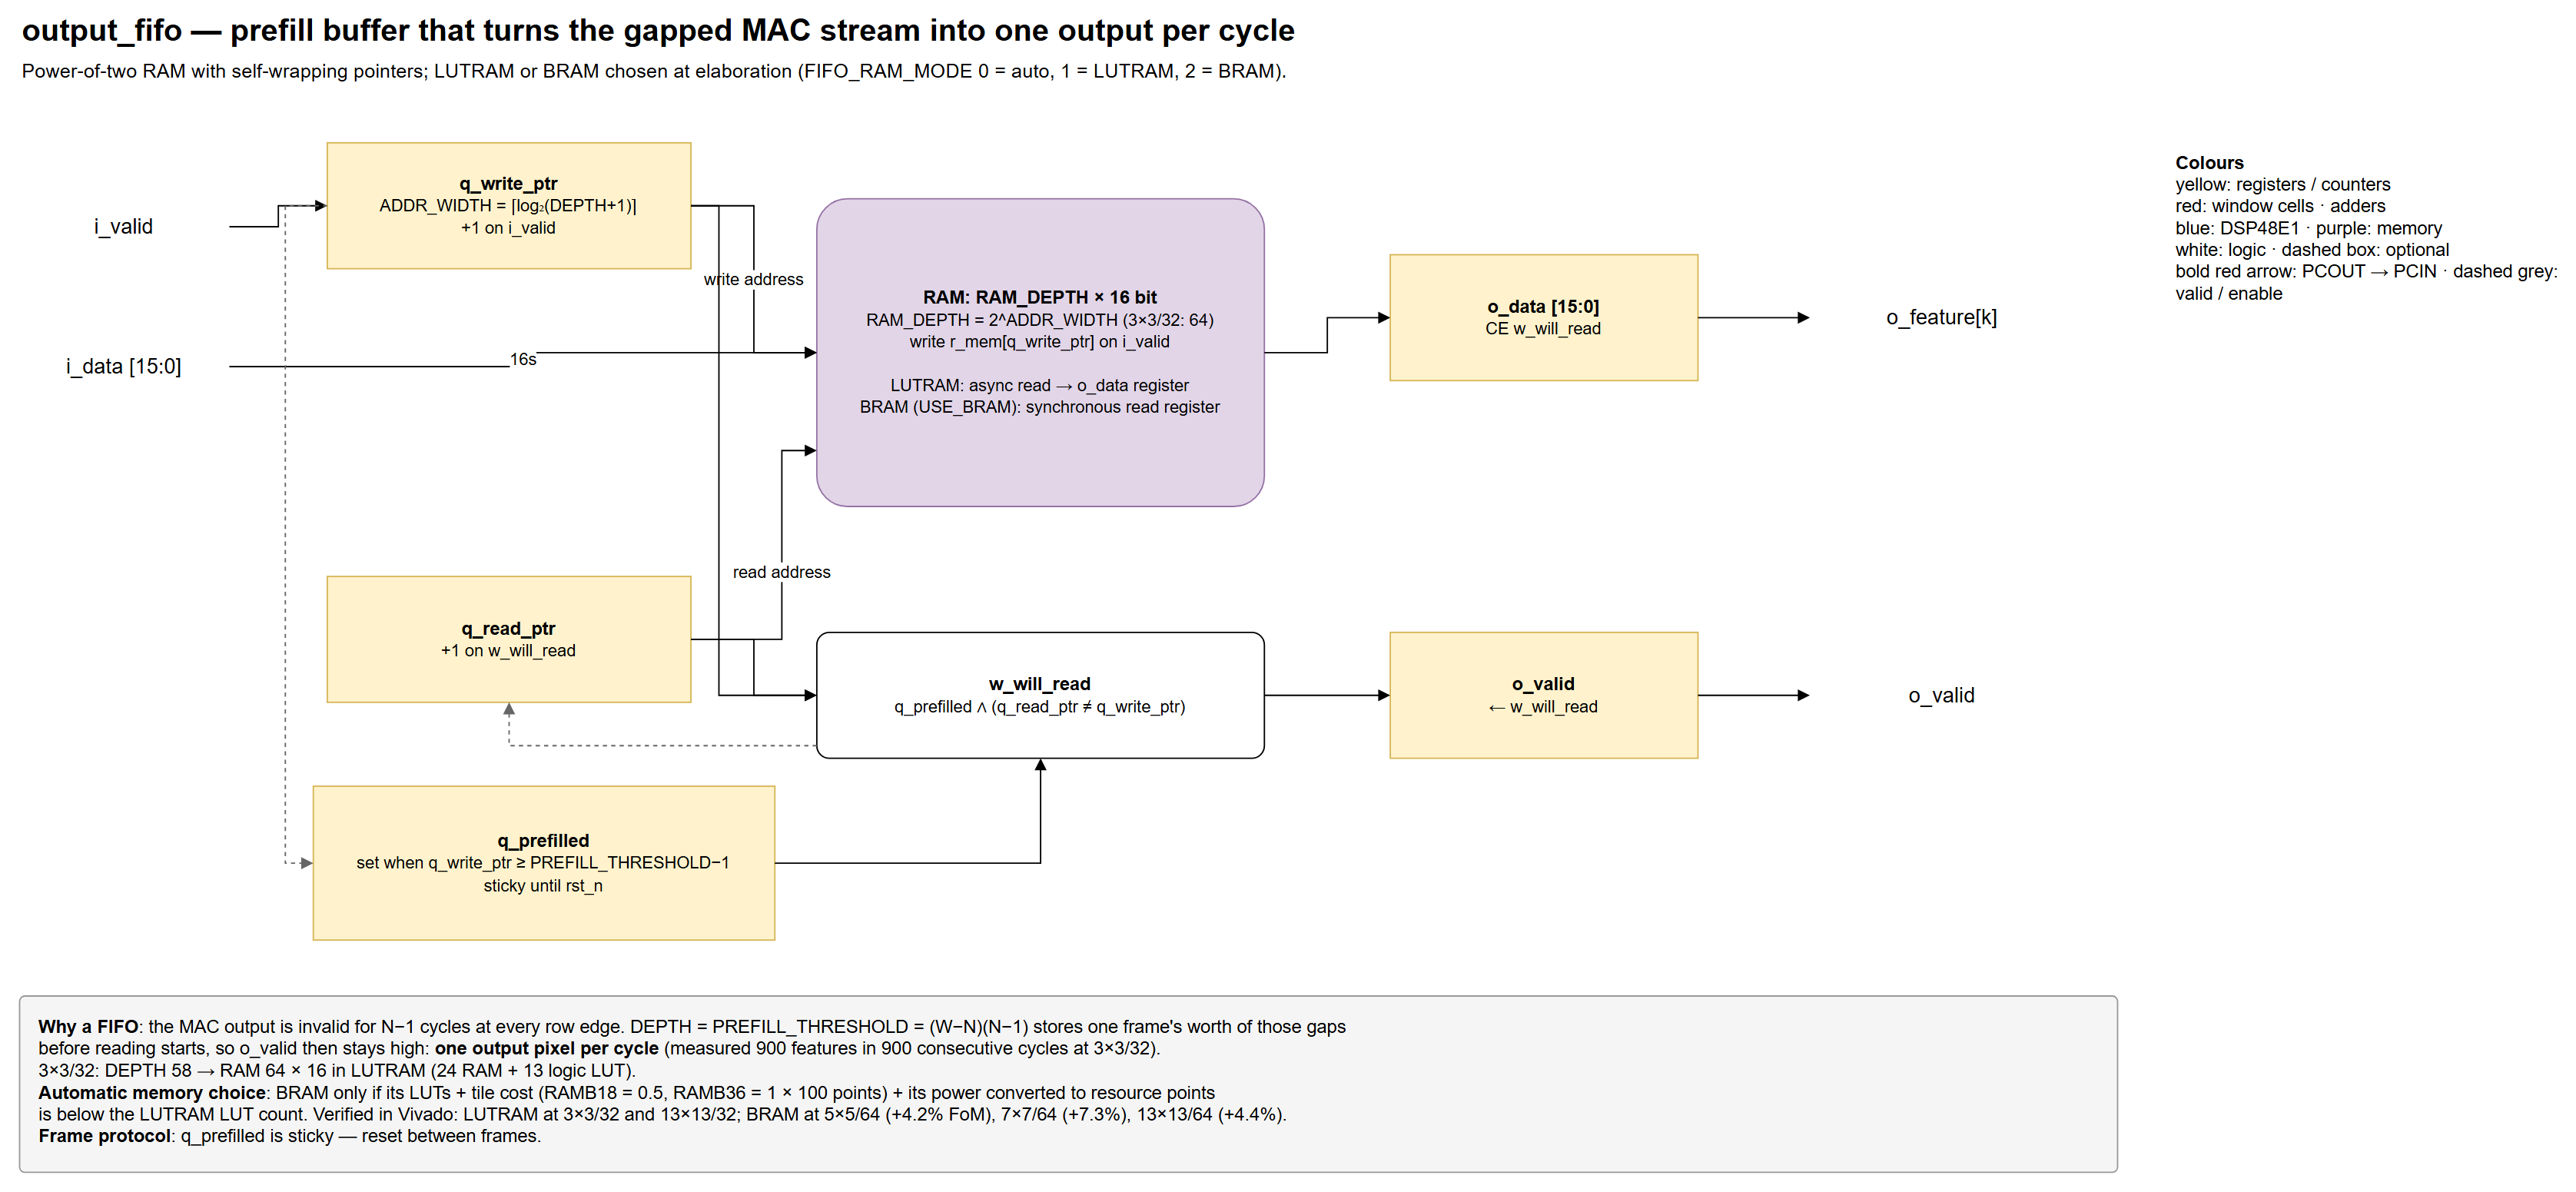 output_fifo — prefill buffer that turns the gapped MAC stream into one output per cycle
Power-of-two RAM with self-wrapping pointers; LUTRAM or BRAM chosen at elaboration (FIFO_RAM_MODE 0 = auto, 1 = LUTRAM, 2 = BRAM).
i_valid
q_write_ptr
ADDR_WIDTH = ⌈log₂(DEPTH+1)⌉
+1 on i_valid
write address
i_data [15:0]
16s
RAM: RAM_DEPTH × 16 bit
RAM_DEPTH = 2^ADDR_WIDTH (3×3/32: 64)
write r_mem[q_write_ptr] on i_valid
LUTRAM: async read → o_data register
BRAM (USE_BRAM): synchronous read register
o_data [15:0]
CE w_will_read
o_feature[k]
Colours
yellow: registers / counters
red: window cells · adders
blue: DSP48E1 · purple: memory
white: logic · dashed box: optional
bold red arrow: PCOUT → PCIN · dashed grey:
valid / enable
read address
q_read_ptr
+1 on w_will_read
w_will_read
q_prefilled ∧ (q_read_ptr ≠ q_write_ptr)
o_valid
← w_will_read
o_valid
q_prefilled
set when q_write_ptr ≥ PREFILL_THRESHOLD−1
sticky until rst_n
Why a FIFO: the MAC output is invalid for N−1 cycles at every row edge. DEPTH = PREFILL_THRESHOLD = (W−N)(N−1) stores one frame's worth of those gaps
before reading starts, so o_valid then stays high: one output pixel per cycle (measured 900 features in 900 consecutive cycles at 3×3/32).
3×3/32: DEPTH 58 → RAM 64 × 16 in LUTRAM (24 RAM + 13 logic LUT).
Automatic memory choice: BRAM only if its LUTs + tile cost (RAMB18 = 0.5, RAMB36 = 1 × 100 points) + its power converted to resource points
is below the LUTRAM LUT count. Verified in Vivado: LUTRAM at 3×3/32 and 13×13/32; BRAM at 5×5/64 (+4.2% FoM), 7×7/64 (+7.3%), 13×13/64 (+4.4%).
Frame protocol: q_prefilled is sticky — reset between frames.